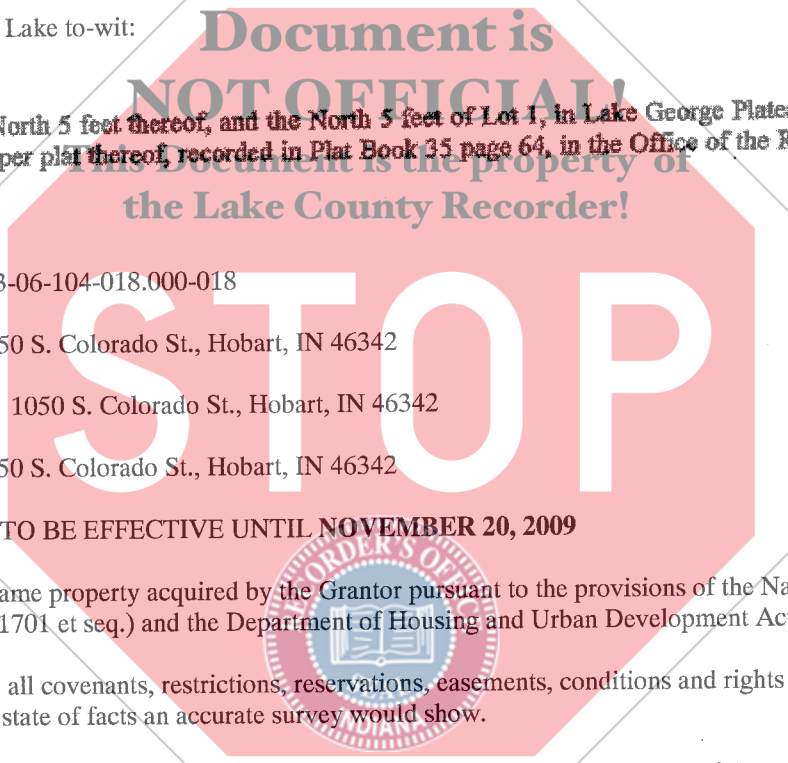 Lake to-wit:
Document is
NOT OFFICIAL!
North 5 feet thereof, and the North 5 feet of Lot 1, in Lake George Platea
per plat thereof, recorded in Plat Book 35 page 64, in the Office of the R
This Document is the property of
the Lake County Recorder!
3-06-104-018.000-018
50 S. Colorado St., Hobart, IN 46342
1050 S. Colorado St., Hobart, IN 46342
50 S. Colorado St., Hobart, IN 46342
STOP
TO BE EFFECTIVE UNTIL NOVEMBER 20, 2009
ame property acquired by the Grantor pursuant to the provisions of the Na
1701 et seq.) and the Department of Housing and Urban Development Act
RECORDER'S OFFIC
all covenants, restrictions, reservations, easements, conditions and rights
state of facts an accurate survey would show.
SEAL
INDIANA